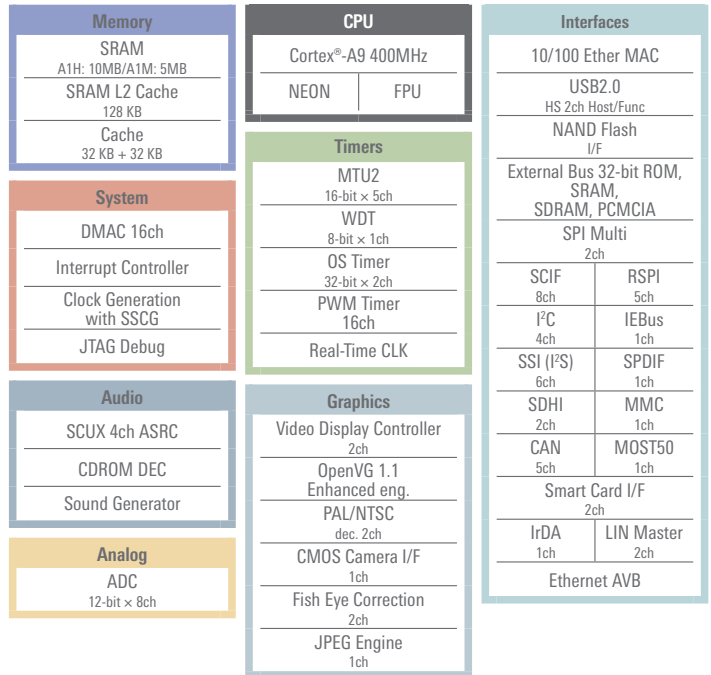 Memory
SRAM
A1H: 10MB/A1M: 5MB
SRAM L2 Cache
128 KB
Cache
32 KB + 32 KB
System
DMAC 16ch
Interrupt Controller
Clock Generation
with SSCG
JTAG Debug
Audio
SCUX 4ch ASRC
CDROM DEC
Sound Generator
Analog
ADC
12-bit × 8ch
CPU
Cortex®-A9 400MHz
NEON FPU
Timers
MTU2
16-bit × 5ch
WDT
8-bit × 1ch
OS Timer
32-bit × 2ch
PWM Timer
16ch
Real-Time CLK
Graphics
Video Display Controller
2ch
OpenVG 1.1
Enhanced eng.
PAL/NTSC
dec. 2ch
CMOS Camera I/F
1ch
Fish Eye Correction
2ch
JPEG Engine
1ch
Interfaces
10/100 Ether MAC
USB2.0
HS 2ch Host/Func
NAND Flash
I/F
External Bus 32-bit ROM,
SRAM,
SDRAM, PCMCIA
SPI Multi
2ch
SCIF RSPI
8ch 5ch
I²C IEBus
4ch 1ch
SSI (I²S) SPDIF
6ch 1ch
SDHI MMC
2ch 1ch
CAN MOST50
5ch 1ch
Smart Card I/F
2ch
IrDA LIN Master
1ch 2ch
Ethernet AVB